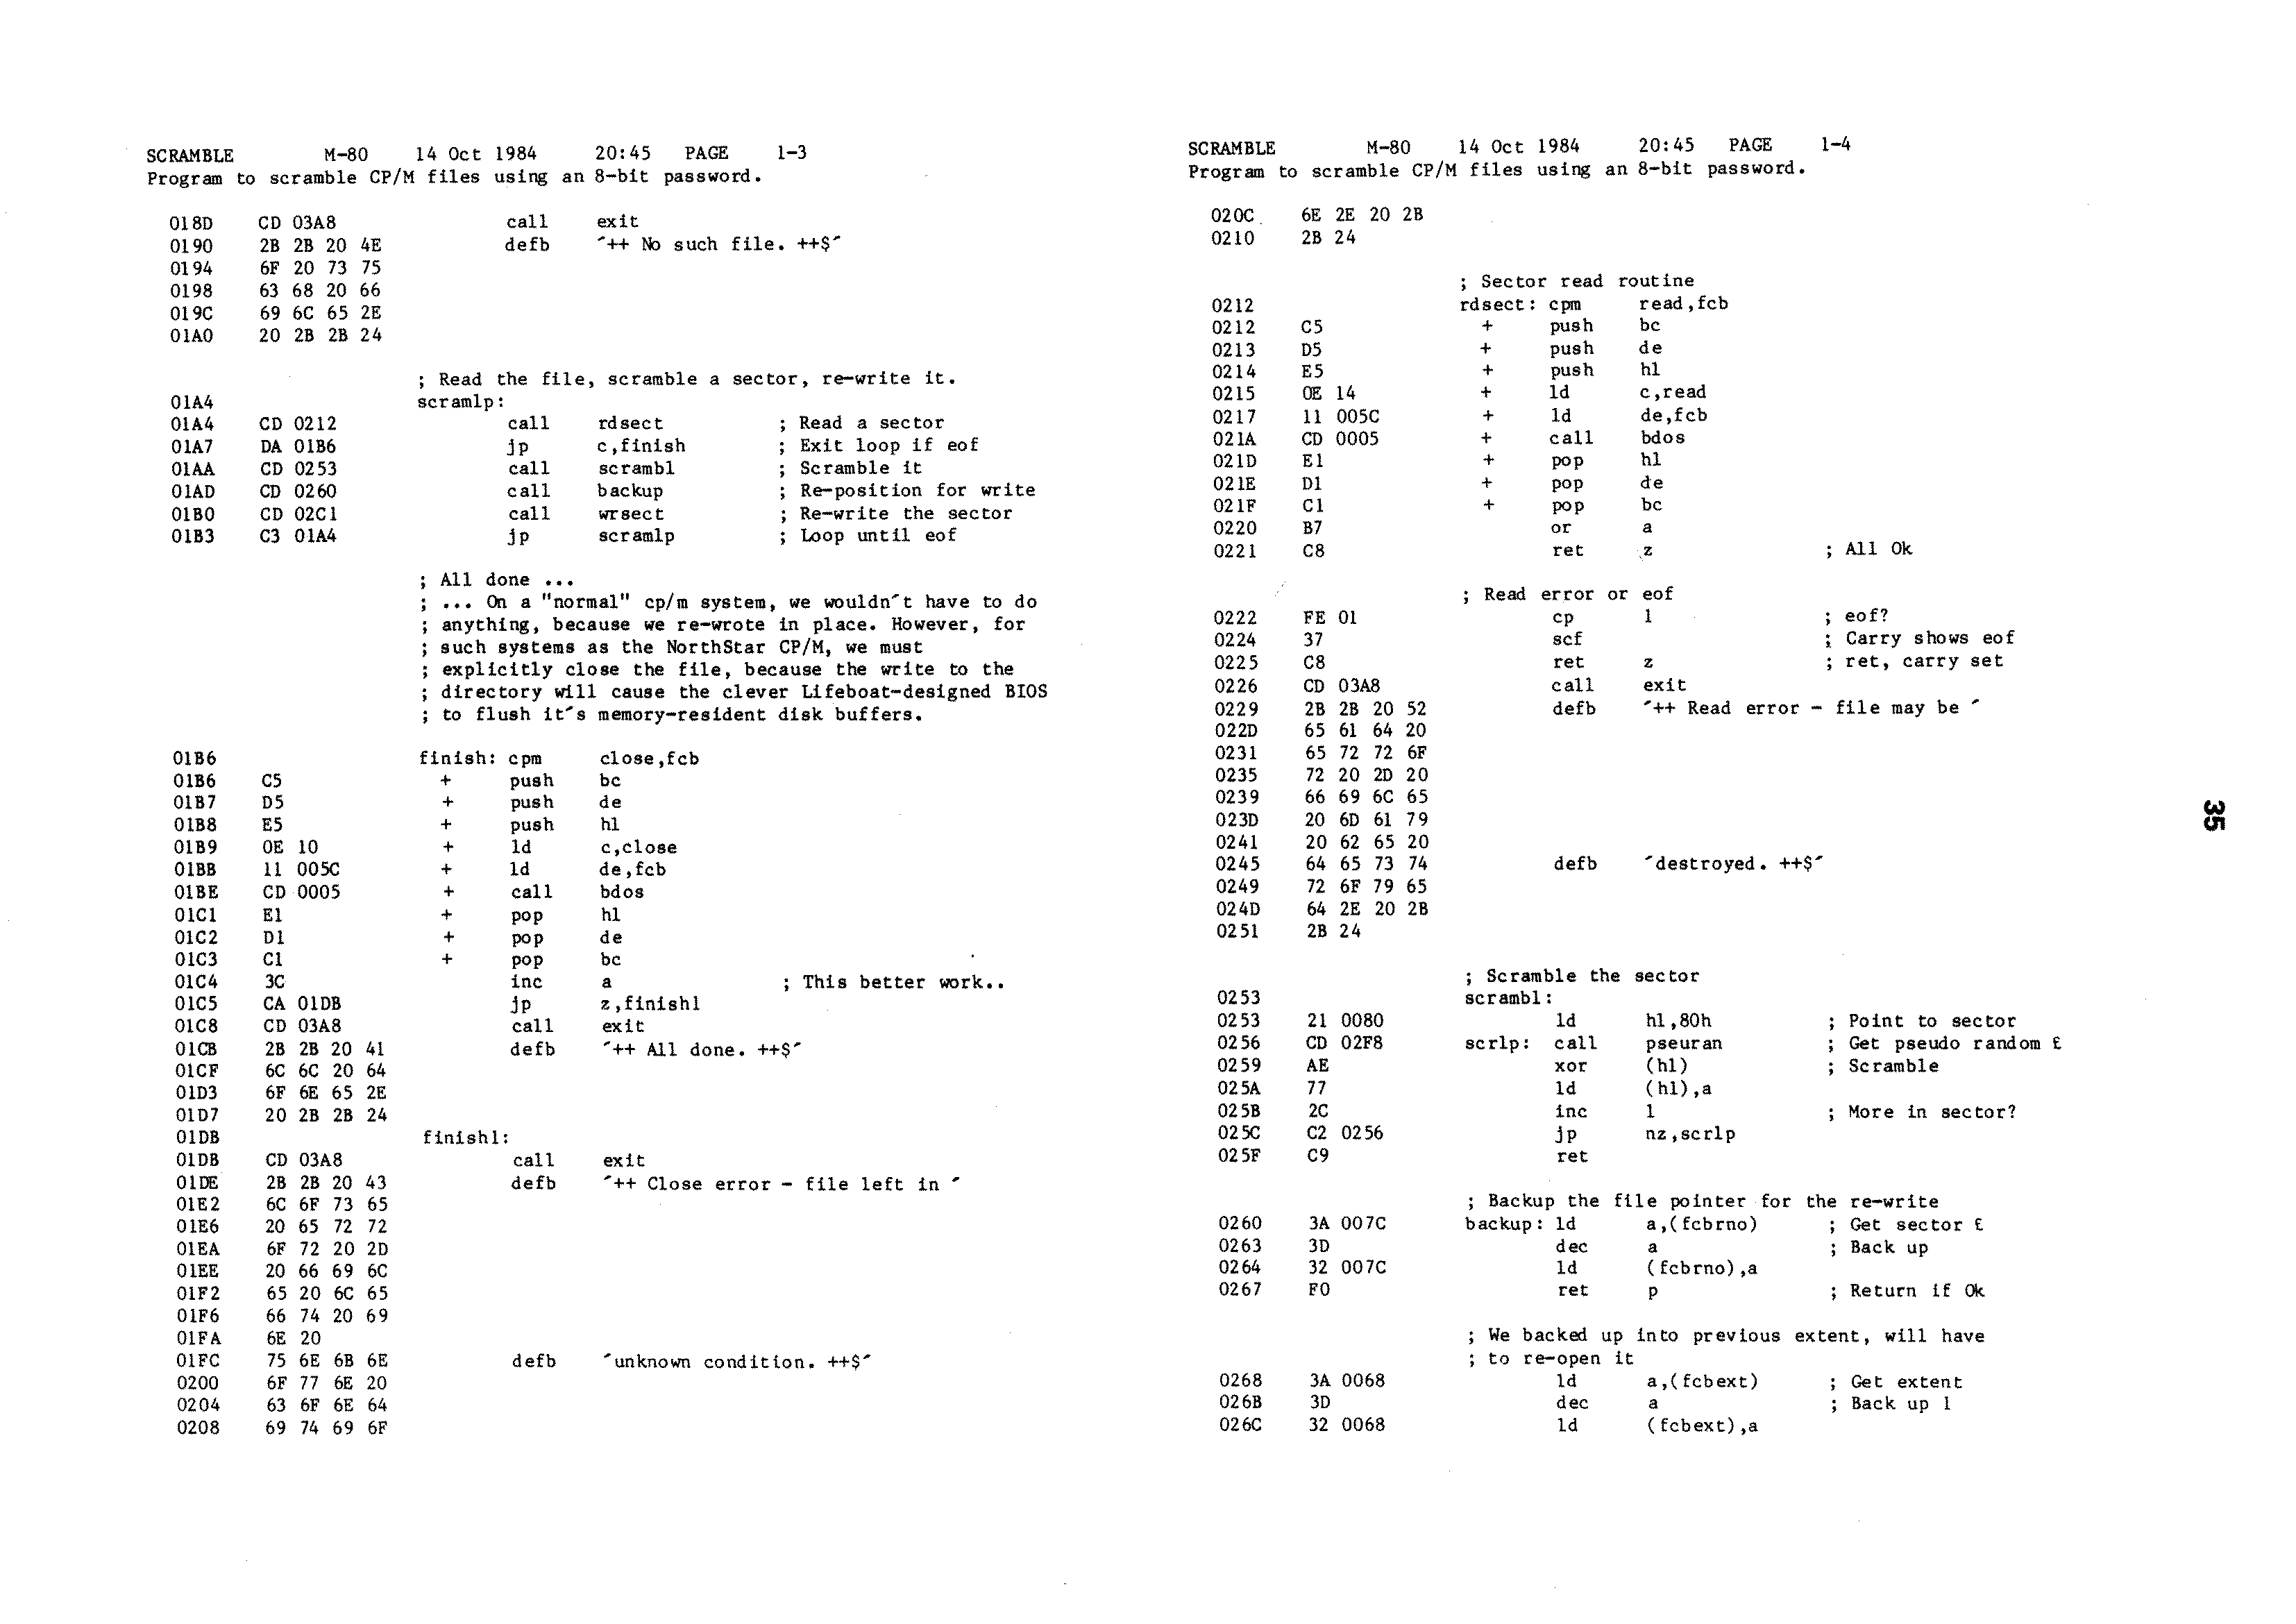 SCRAMBLE M-80 14 Oct 1984 20:45 PAGE 1-3
Program to scramble CP/M files using an 8-bit password.
018D CD 03A8 call exit
0190 2B 2B 20 4E defb ´++ No such file. ++$´
0194 6F 20 73 75
0198 63 68 20 66
019C 69 6C 65 2E
01A0 20 2B 2B 24
; Read the file, scramble a sector, re-write it.
01A4 scramlp:
01A4 CD 0212 call rdsect ; Read a sector
01A7 DA 01B6 jp c,finish ; Exit loop if eof
01AA CD 0253 call scrambl ; Scramble it
01AD CD 0260 call backup ; Re-position for write
01B0 CD 02C1 call wrsect ; Re-write the sector
01B3 C3 01A4 jp scramlp ; Loop until eof
; All done ...
; ... On a "normal" cp/m system, we wouldn´t have to do
; anything, because we re-wrote in place. However, for
; such systems as the NorthStar CP/M, we must
; explicitly close the file, because the write to the
; directory will cause the clever Lifeboat-designed BIOS
; to flush it´s memory-resident disk buffers.
01B6 finish: cpm close,fcb
01B6 C5 + push bc
01B7 D5 + push de
01B8 E5 + push hl
01B9 0E 10 + ld c,close
01BB 11 005C + ld de,fcb
01BE CD 0005 + call bdos
01C1 E1 + pop hl
01C2 D1 + pop de
01C3 C1 + pop bc
01C4 3C inc a ; This better work..
01C5 CA 01DB jp z,finish1
01C8 CD 03A8 call exit
01CB 2B 2B 20 41 defb ´++ All done. ++$´
01CF 6C 6C 20 64
01D3 6F 6E 65 2E
01D7 20 2B 2B 24
01DB finish1:
01DB CD 03A8 call exit
01DE 2B 2B 20 43 defb ´++ Close error - file left in ´
01E2 6C 6F 73 65
01E6 20 65 72 72
01EA 6F 72 20 2D
01EE 20 66 69 6C
01F2 65 20 6C 65
01F6 66 74 20 69
01FA 6E 20
01FC 75 6E 6B 6E defb ´unknown condition. ++$´
0200 6F 77 6E 20
0204 63 6F 6E 64
0208 69 74 69 6F
SCRAMBLE M-80 14 Oct 1984 20:45 PAGE 1-4
Program to scramble CP/M files using an 8-bit password.
020C 6E 2E 20 2B
0210 2B 24
; Sector read routine
0212 rdsect: cpm read,fcb
0212 C5 + push bc
0213 D5 + push de
0214 E5 + push hl
0215 0E 14 + ld c,read
0217 11 005C + ld de,fcb
021A CD 0005 + call bdos
021D E1 + pop hl
021E D1 + pop de
021F C1 + pop bc
0220 B7 or a
0221 C8 ret z ; All Ok
; Read error or eof
0222 FE 01 cp 1 ; eof?
0224 37 scf ; Carry shows eof
0225 C8 ret z ; ret, carry set
0226 CD 03A8 call exit
0229 2B 2B 20 52 defb ´++ Read error - file may be ´
022D 65 61 64 20
0231 65 72 72 6F
0235 72 20 2D 20
0239 66 69 6C 65
023D 20 6D 61 79
0241 20 62 65 20
0245 64 65 73 74 defb ´destroyed. ++$´
0249 72 6F 79 65
024D 64 2E 20 2B
0251 2B 24
; Scramble the sector
0253 scrambl:
0253 21 0080 ld hl,80h ; Point to sector
0256 CD 02F8 scrlp: call pseuran ; Get pseudo random £
0259 AE xor (hl) ; Scramble
025A 77 ld (hl),a
025B 2C inc l ; More in sector?
025C C2 0256 jp nz,scrlp
025F C9 ret
; Backup the file pointer for the re-write
0260 3A 007C backup: ld a,(fcbrno) ; Get sector £
0263 3D dec a ; Back up
0264 32 007C ld (fcbrno),a
0267 F0 ret p ; Return if Ok
; We backed up into previous extent, will have
; to re-open it
0268 3A 0068 ld a,(fcbext) ; Get extent
026B 3D dec a ; Back up 1
026C 32 0068 ld (fcbext),a
35